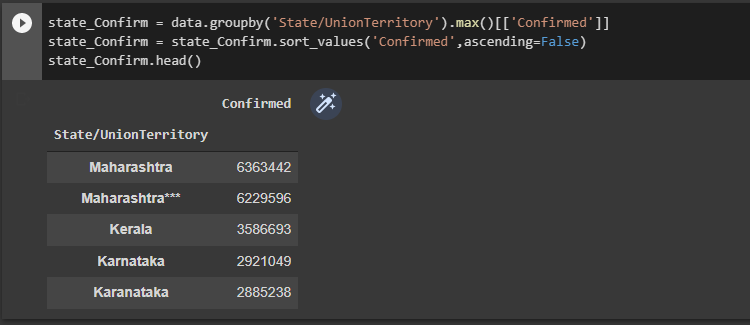 state_Confirm = data.groupby('State/UnionTerritory').max()[['Confirmed']]
state_Confirm = state_Confirm.sort_values('Confirmed',ascending=False)
state_Confirm.head()
Confirmed
State/UnionTerritory
Maharashtra 6363442
Maharashtra*** 6229596
Kerala 3586693
Karnataka 2921049
Karanataka 2885238